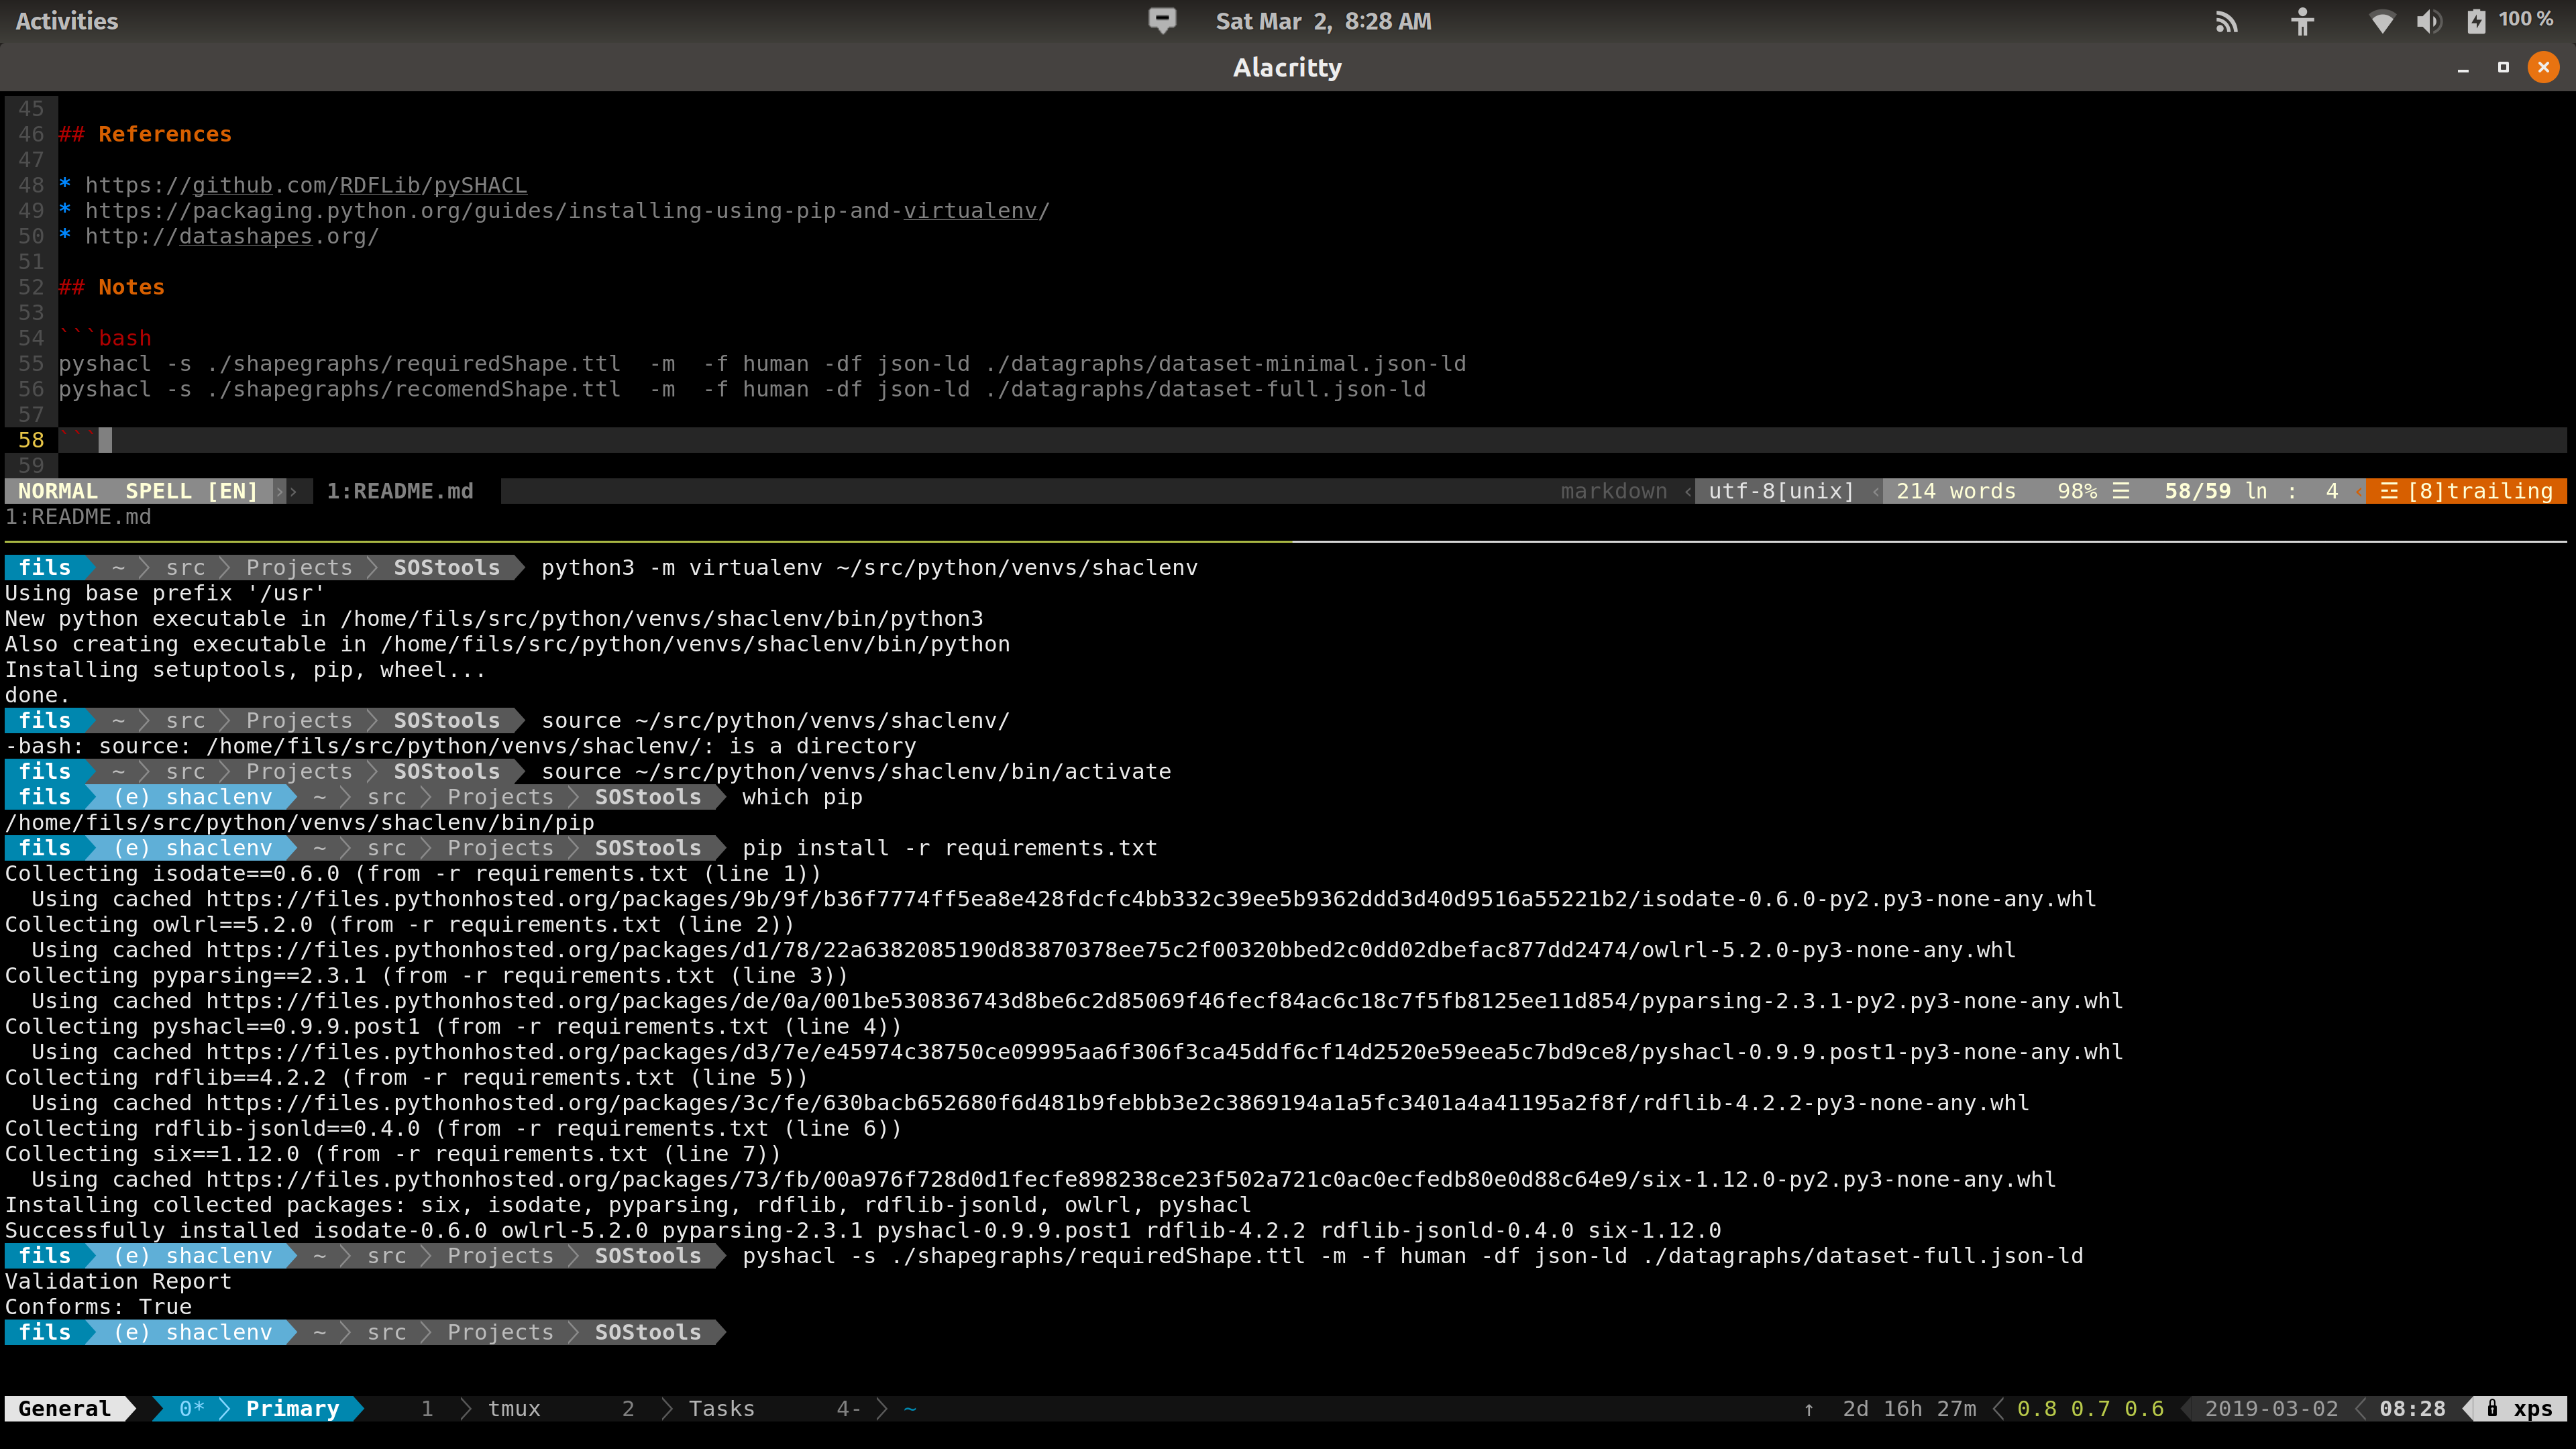 Activities
Sat Mar 2, 8:28 AM
100 %
Alacritty
45
46 ## References
47
48 * https://github.com/RDFLib/pySHACL
49 * https://packaging.python.org/guides/installing-using-pip-and-virtualenv/
50 * http://datashapes.org/
51
52 ## Notes
53
54 ```bash
55 pyshacl -s ./shapegraphs/requiredShape.ttl  -m  -f human -df json-ld ./datagraphs/dataset-minimal.json-ld
56 pyshacl -s ./shapegraphs/recomendShape.ttl  -m  -f human -df json-ld ./datagraphs/dataset-full.json-ld
57
58 ```
59
NORMAL  SPELL [EN] 1:README.md markdown utf-8[unix] 214 words 98% ☰ 58/59 ln : 4 ☲ [8]trailing
1:README.md
fils ~ src Projects SOStools python3 -m virtualenv ~/src/python/venvs/shaclenv
Using base prefix '/usr'
New python executable in /home/fils/src/python/venvs/shaclenv/bin/python3
Also creating executable in /home/fils/src/python/venvs/shaclenv/bin/python
Installing setuptools, pip, wheel...
done.
fils ~ src Projects SOStools source ~/src/python/venvs/shaclenv/
-bash: source: /home/fils/src/python/venvs/shaclenv/: is a directory
fils ~ src Projects SOStools source ~/src/python/venvs/shaclenv/bin/activate
fils (e) shaclenv ~ src Projects SOStools which pip
/home/fils/src/python/venvs/shaclenv/bin/pip
fils (e) shaclenv ~ src Projects SOStools pip install -r requirements.txt
Collecting isodate==0.6.0 (from -r requirements.txt (line 1))
  Using cached https://files.pythonhosted.org/packages/9b/9f/b36f7774ff5ea8e428fdcfc4bb332c39ee5b9362ddd3d40d9516a55221b2/isodate-0.6.0-py2.py3-none-any.whl
Collecting owlrl==5.2.0 (from -r requirements.txt (line 2))
  Using cached https://files.pythonhosted.org/packages/d1/78/22a6382085190d83870378ee75c2f00320bbed2c0dd02dbefac877dd2474/owlrl-5.2.0-py3-none-any.whl
Collecting pyparsing==2.3.1 (from -r requirements.txt (line 3))
  Using cached https://files.pythonhosted.org/packages/de/0a/001be530836743d8be6c2d85069f46fecf84ac6c18c7f5fb8125ee11d854/pyparsing-2.3.1-py2.py3-none-any.whl
Collecting pyshacl==0.9.9.post1 (from -r requirements.txt (line 4))
  Using cached https://files.pythonhosted.org/packages/d3/7e/e45974c38750ce09995aa6f306f3ca45ddf6cf14d2520e59eea5c7bd9ce8/pyshacl-0.9.9.post1-py3-none-any.whl
Collecting rdflib==4.2.2 (from -r requirements.txt (line 5))
  Using cached https://files.pythonhosted.org/packages/3c/fe/630bacb652680f6d481b9febbb3e2c3869194a1a5fc3401a4a41195a2f8f/rdflib-4.2.2-py3-none-any.whl
Collecting rdflib-jsonld==0.4.0 (from -r requirements.txt (line 6))
Collecting six==1.12.0 (from -r requirements.txt (line 7))
  Using cached https://files.pythonhosted.org/packages/73/fb/00a976f728d0d1fecfe898238ce23f502a721c0ac0ecfedb80e0d88c64e9/six-1.12.0-py2.py3-none-any.whl
Installing collected packages: six, isodate, pyparsing, rdflib, rdflib-jsonld, owlrl, pyshacl
Successfully installed isodate-0.6.0 owlrl-5.2.0 pyparsing-2.3.1 pyshacl-0.9.9.post1 rdflib-4.2.2 rdflib-jsonld-0.4.0 six-1.12.0
fils (e) shaclenv ~ src Projects SOStools pyshacl -s ./shapegraphs/requiredShape.ttl -m -f human -df json-ld ./datagraphs/dataset-full.json-ld
Validation Report
Conforms: True
fils (e) shaclenv ~ src Projects SOStools
General 0* Primary 1 tmux 2 Tasks 4- ~ ↑ 2d 16h 27m 0.8 0.7 0.6 2019-03-02 08:28 xps